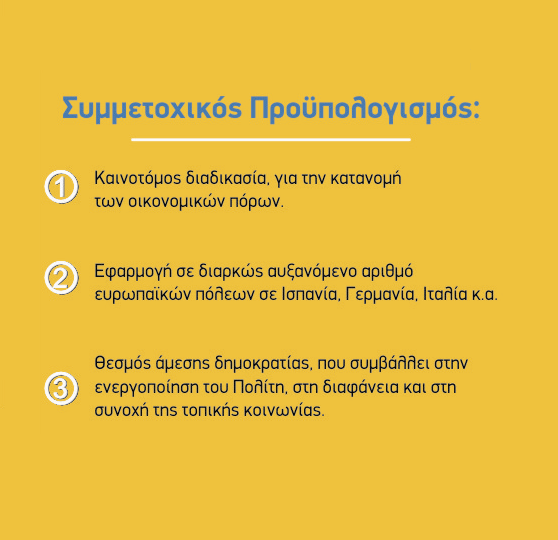 Συμμετοχικός Προϋπολογισμός:
1 Καινοτόμος διαδικασία, για την κατανομή
των οικονομικών πόρων.
2 Εφαρμογή σε διαρκώς αυξανόμενο αριθμό
ευρωπαϊκών πόλεων σε Ισπανία, Γερμανία, Ιταλία κ.α.
Θεσμός άμεσης δημοκρατίας, που συμβάλλει στην
3 ενεργοποίηση του Πολίτη, στη διαφάνεια και στη
συνοχή της τοπικής κοινωνίας.